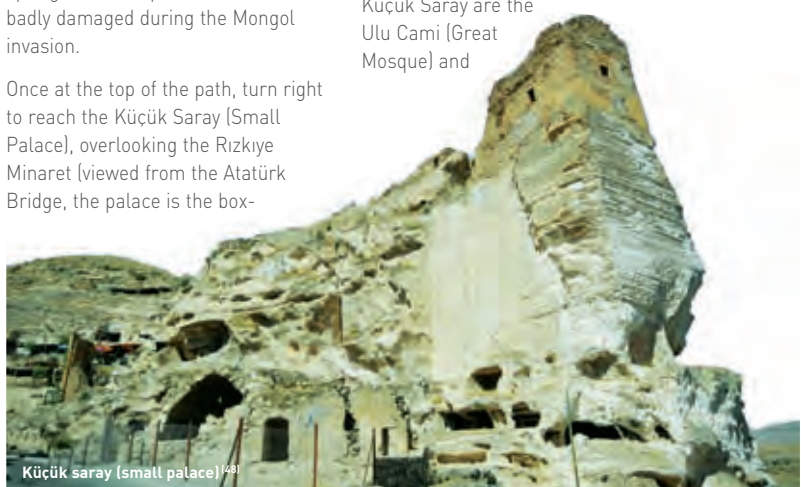 badly damaged during the Mongol
invasion.
Once at the top of the path, turn right
to reach the Küçük Saray (Small
Palace), overlooking the Rızkıye
Minaret (viewed from the Atatürk
Bridge, the palace is the box-
Küçük Saray are the
Ulu Cami (Great
Mosque) and
Küçük saray (small palace)[48]